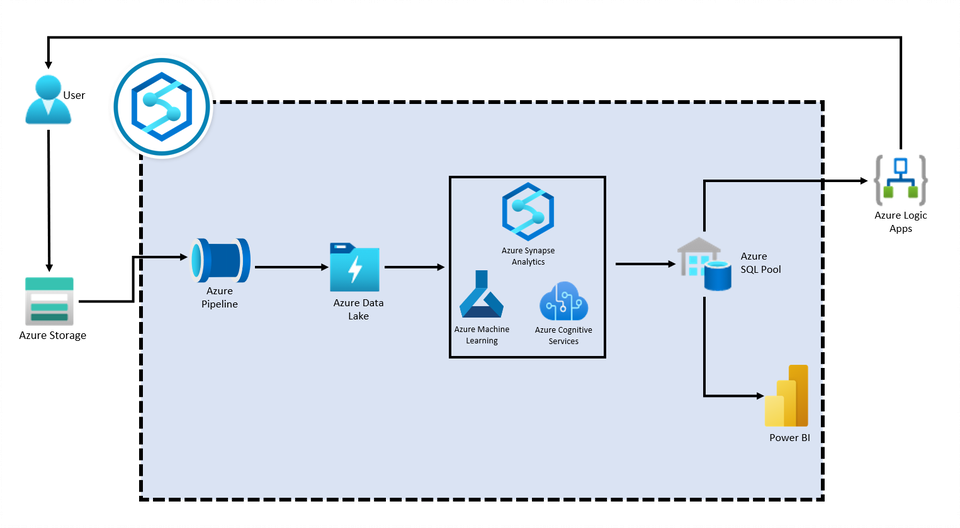 User
Azure Storage
Azure
Pipeline
Azure Data
Lake
Azure Synapse
Analytics
Azure Machine
Learning
Azure Cognitive
Services
Azure
SQL Pool
Power BI
Azure Logic
Apps